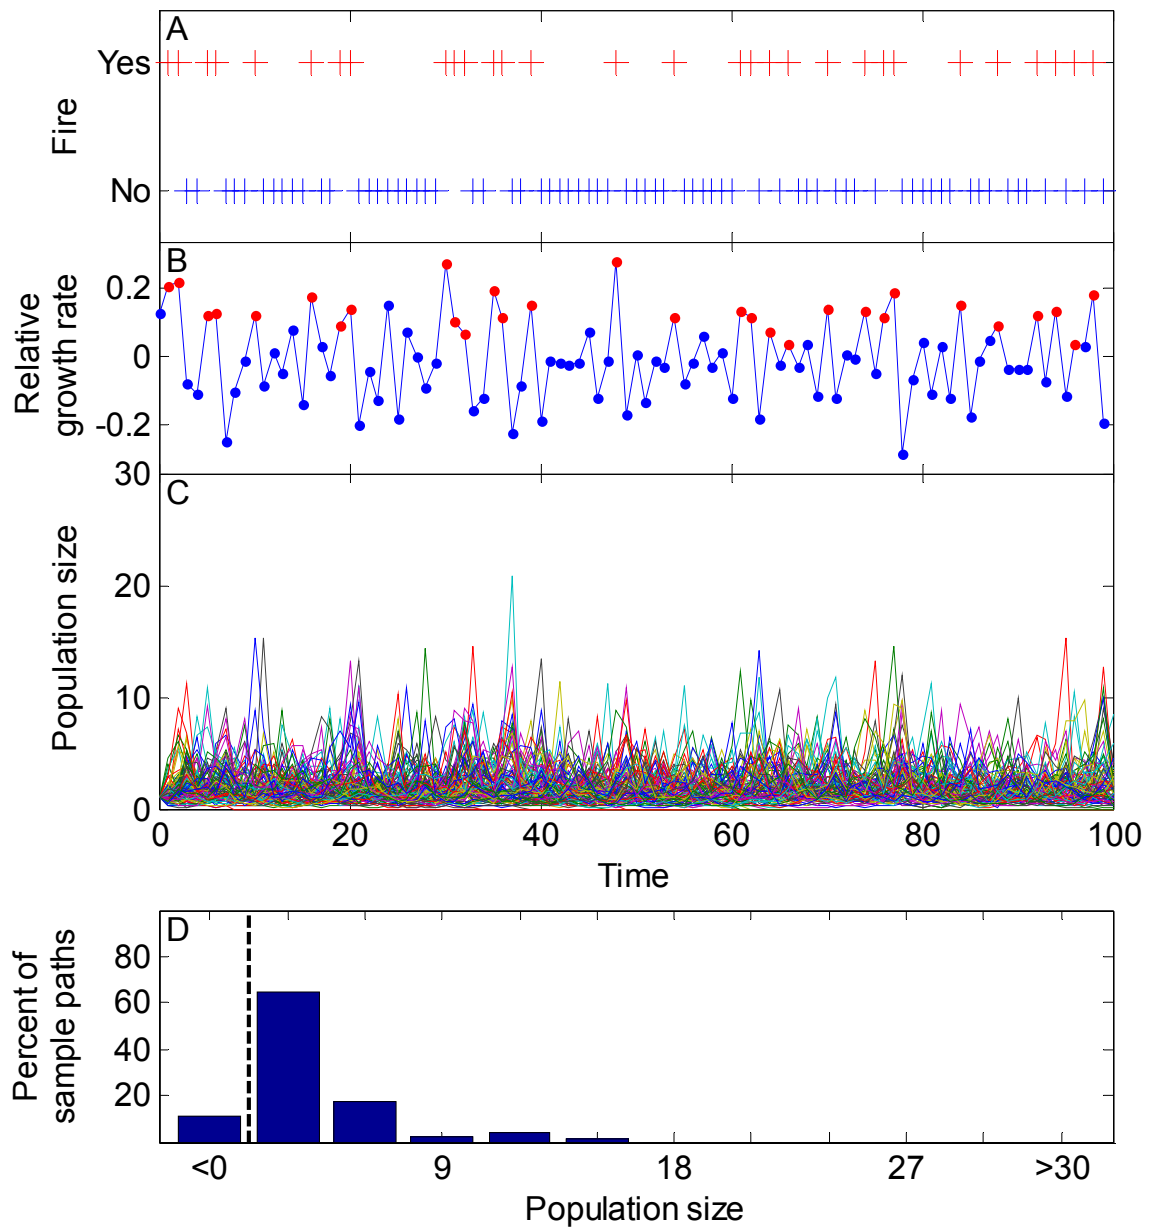 A
Yes
Fire
No
B
Relative
growth rate
0.2
0
-0.2
C
Population size
30
20
10
0
0 20 40 60 80 100
Time
D
Percent of
sample paths
80
60
40
20
<0 9 18 27 >30
Population size